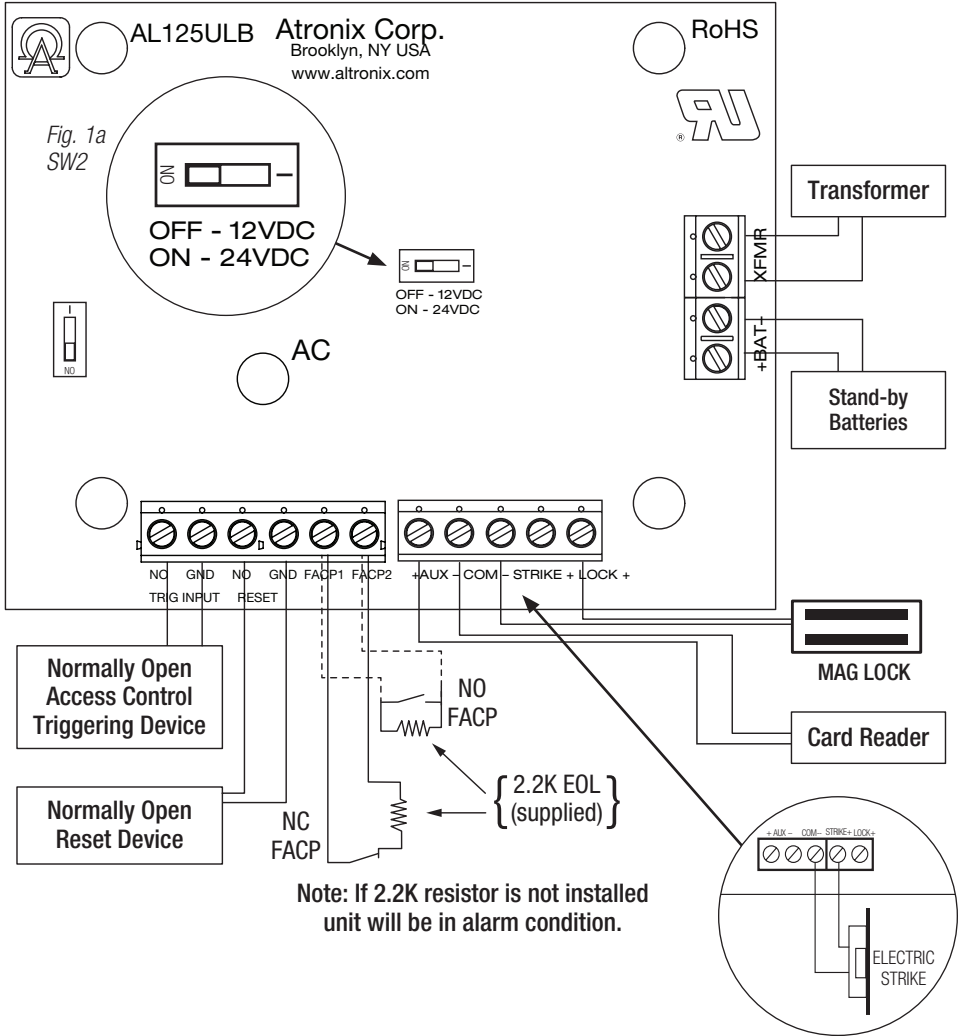 AL125ULB
Atronix Corp.
Brooklyn, NY USA
www.altronix.com
RoHS
Fig. 1a
SW2
ON
OFF - 12VDC
ON - 24VDC
ON
OFF - 12VDC
ON - 24VDC
ON
AC
XFMR
+BAT-
Transformer
Stand-by
Batteries
NO GND NO GND FACP1 FACP2
TRIG INPUT RESET
+AUX - COM - STRIKE + LOCK +
MAG LOCK
Card Reader
Normally Open
Access Control
Triggering Device
Normally Open
Reset Device
NO
FACP
{ 2.2K EOL }
(supplied)
NC
FACP
Note: If 2.2K resistor is not installed
unit will be in alarm condition.
+ AUX - COM- STRIKE+ LOCK+
ELECTRIC
STRIKE